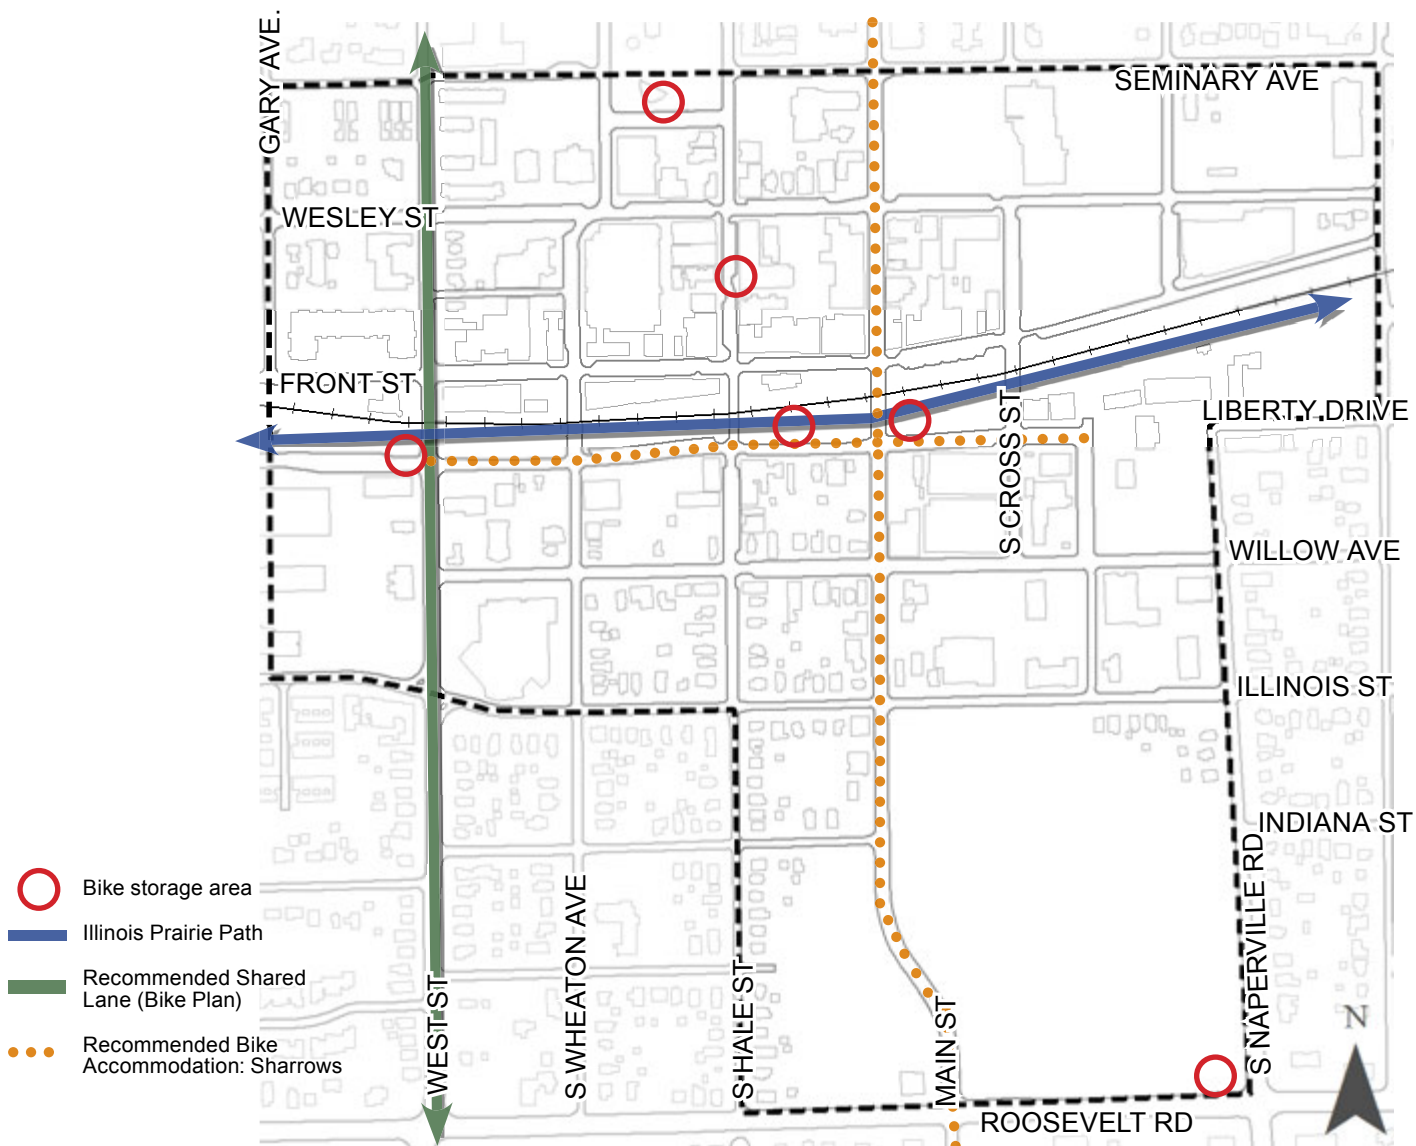 GARY AVE.
SEMINARY AVE
WESLEY ST
FRONT ST
LIBERTY DRIVE
S CROSS ST
WILLOW AVE
ILLINOIS ST
INDIANA ST
S NAPERVILLE RD
Bike storage area
Illinois Prairie Path
Recommended Shared
Lane (Bike Plan)
Recommended Bike
Accommodation: Sharrows
WEST ST
S WHEATON AVE
S HALE ST
MAIN ST
ROOSEVELT RD
N